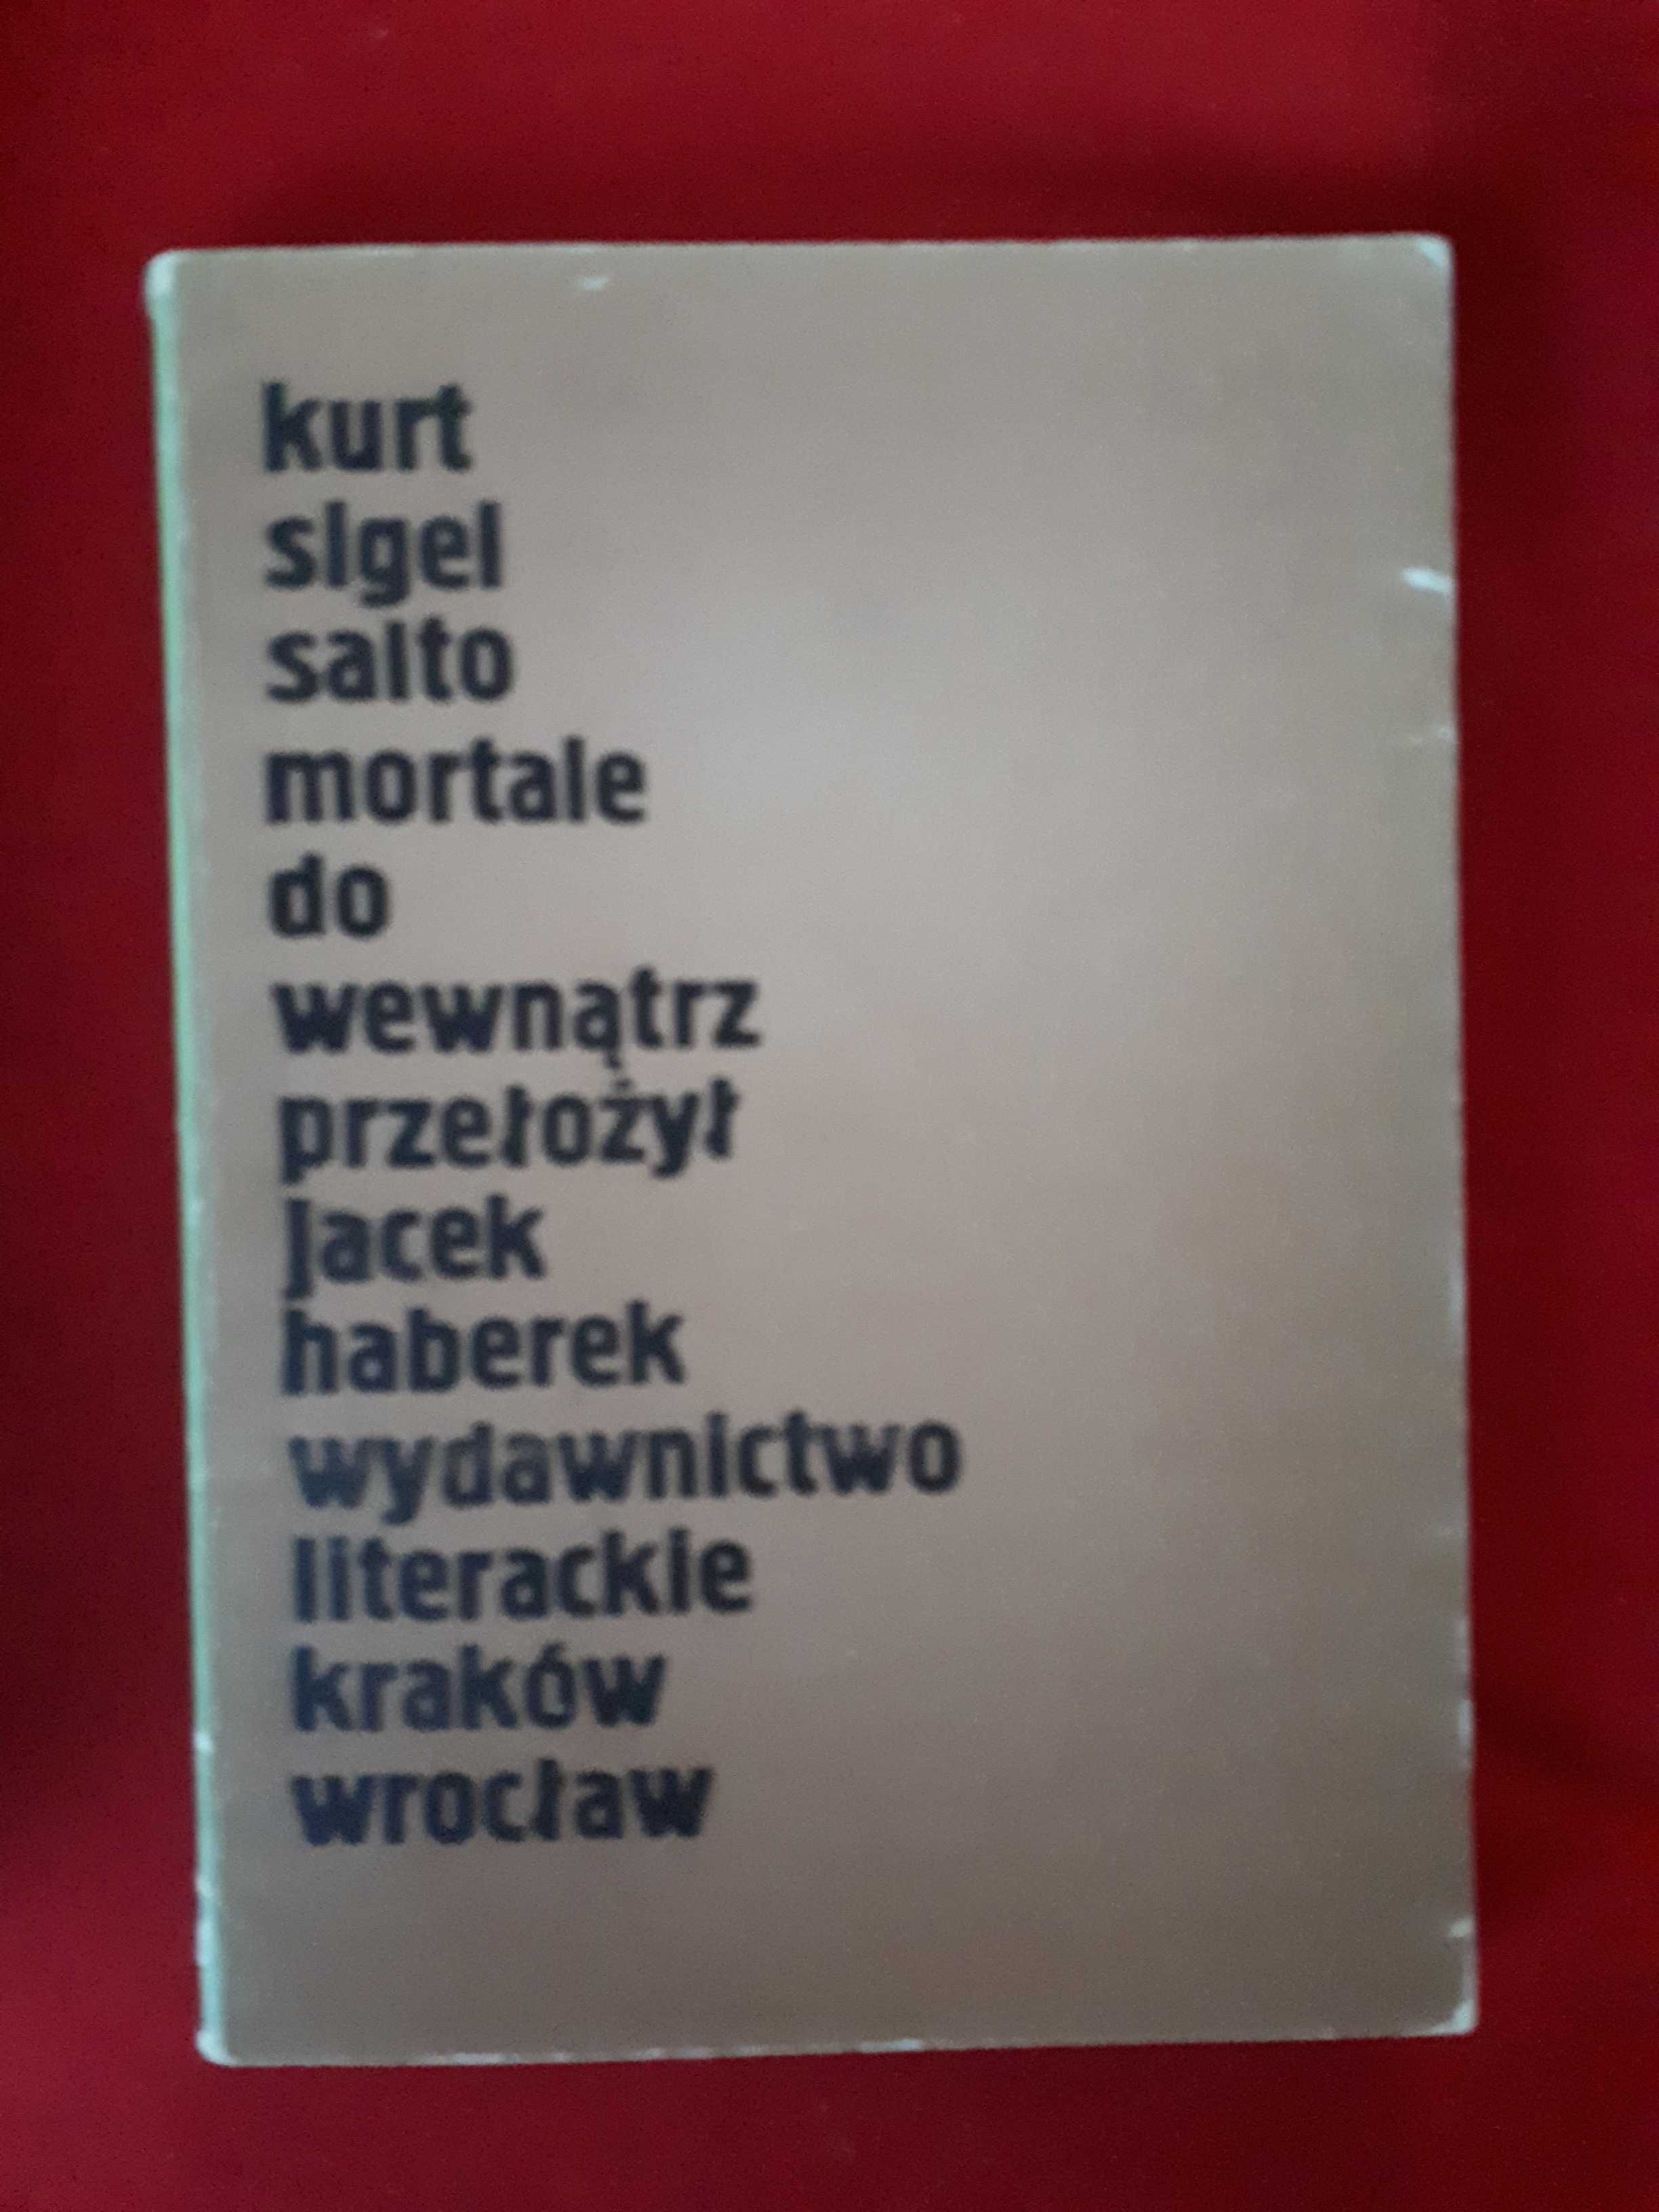 kurt
sigel
salto
mortale
do
wewnątrz
przełożył
jacek
haberek
wydawnictwo
literackie
kraków
wrocław